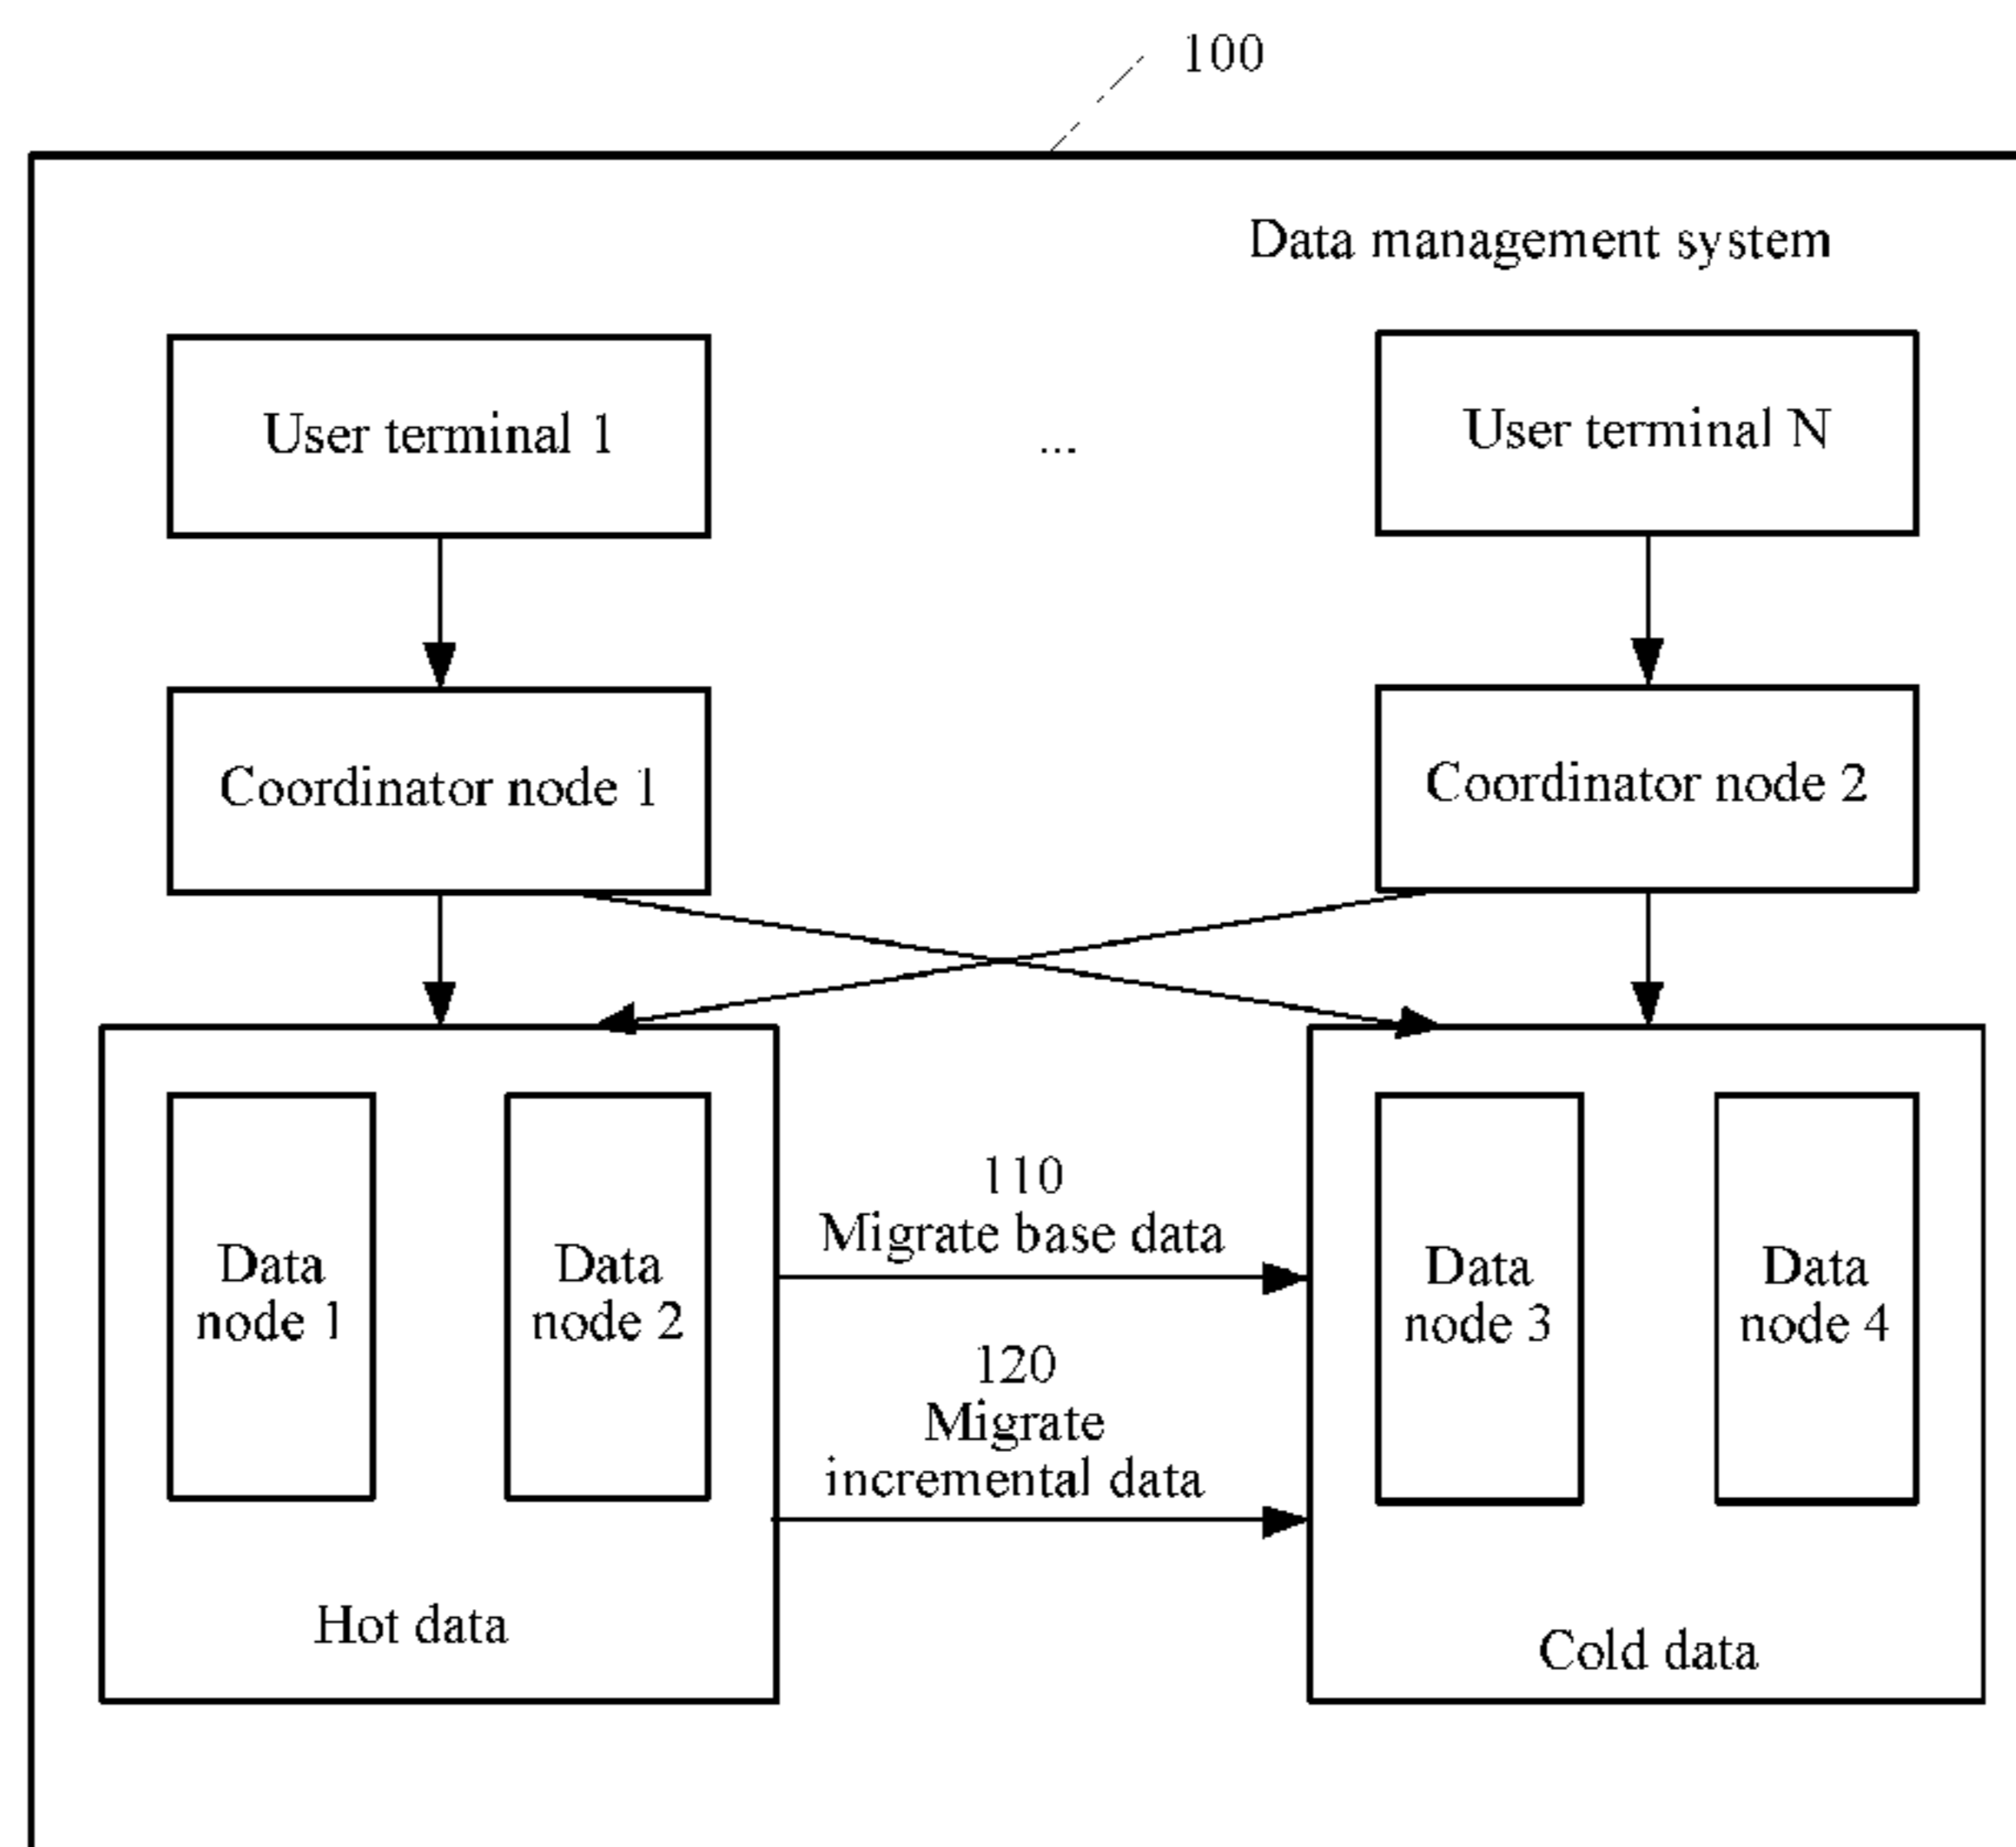 100
Data management system
User terminal 1
...
User terminal N
Coordinator node 1
Coordinator node 2
110
Migrate base data
Data
node 1
Data
node 2
Data
node 3
Data
node 4
120
Migrate
incremental data
Hot data
Cold data